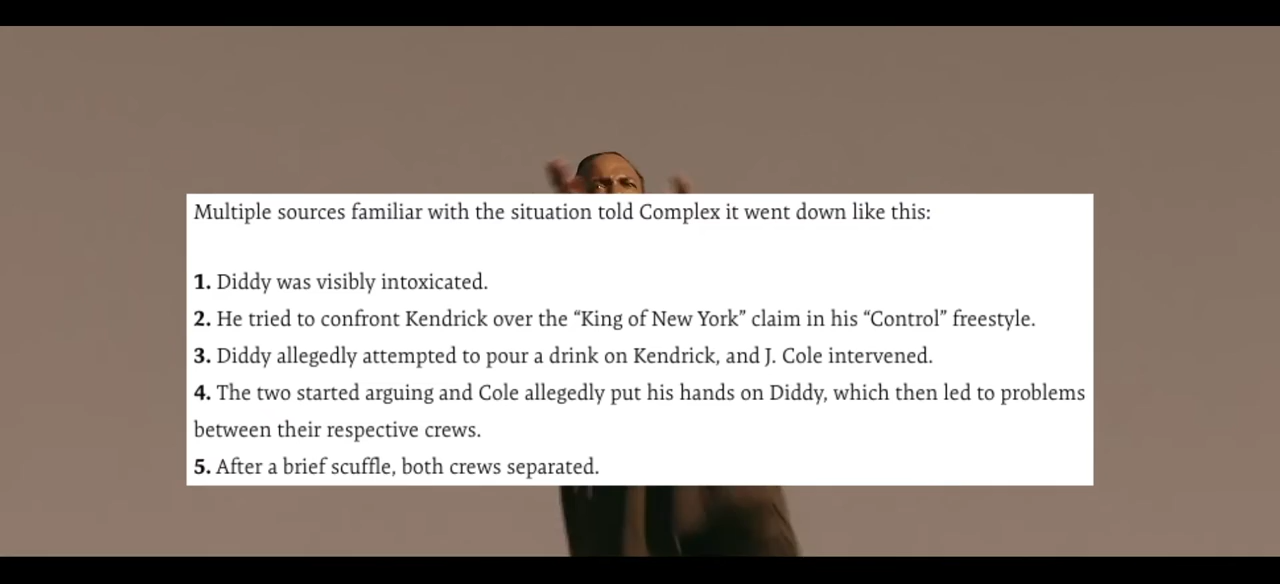 Multiple sources familiar with the situation told Complex it went down like this:
1. Diddy was visibly intoxicated.
2. He tried to confront Kendrick over the “King of New York” claim in his “Control” freestyle.
3. Diddy allegedly attempted to pour a drink on Kendrick, and J. Cole intervened.
4. The two started arguing and Cole allegedly put his hands on Diddy, which then led to problems
between their respective crews.
5. After a brief scuffle, both crews separated.